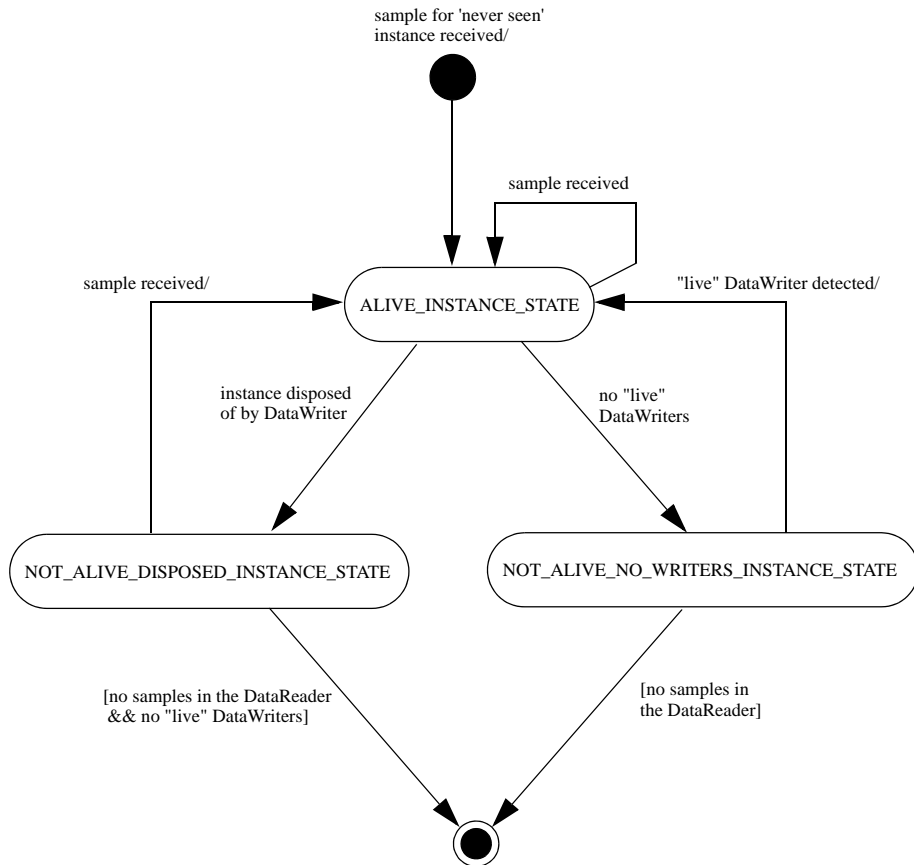 sample for 'never seen'
instance received/
sample received
sample received/
"live" DataWriter detected/
ALIVE_INSTANCE_STATE
instance disposed
of by DataWriter
no "live"
DataWriters
NOT_ALIVE_DISPOSED_INSTANCE_STATE
NOT_ALIVE_NO_WRITERS_INSTANCE_STATE
[no samples in the DataReader
&& no "live" DataWriters]
[no samples in
the DataReader]